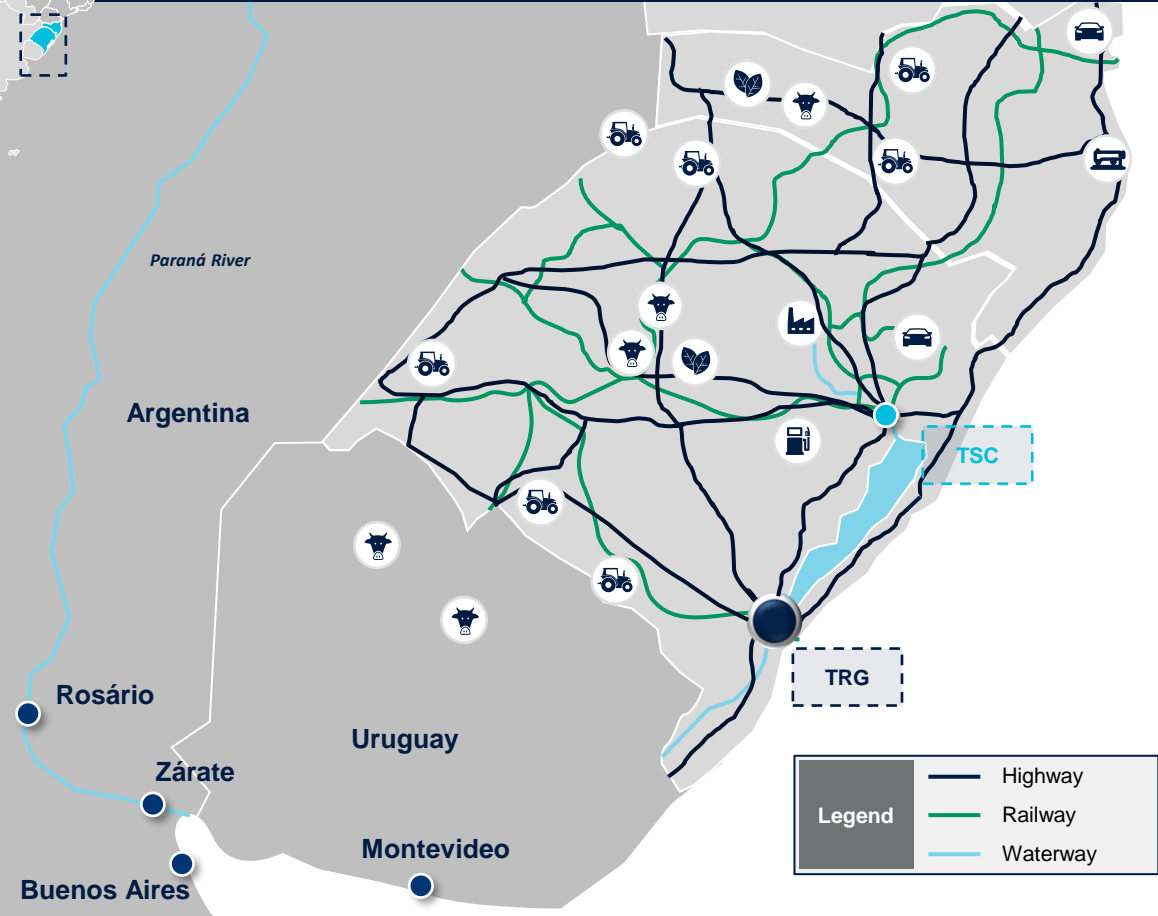 Paraná River
Argentina
TSC
TRG
Rosário
Uruguay
Zárate
Montevideo
Buenos Aires
Legend
Highway
Railway
Waterway